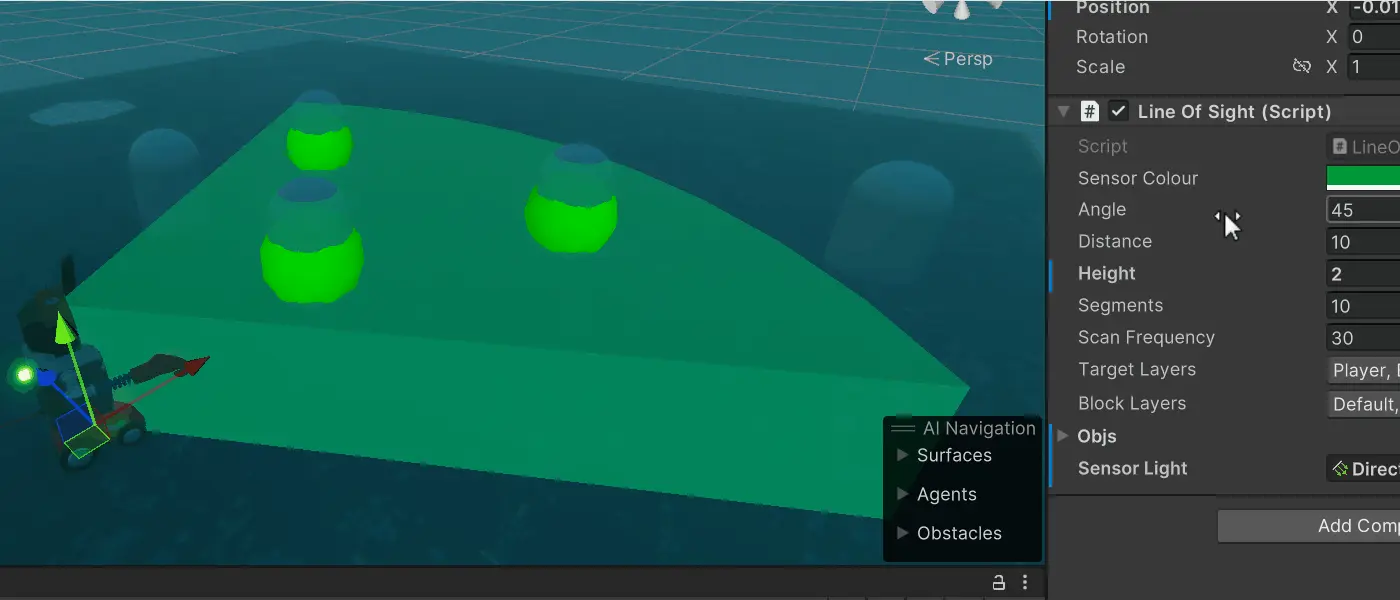 Persp
AI Navigation
Surfaces
Agents
Obstacles
Position X -0.01
Rotation X 0
Scale X 1
# Line Of Sight (Script)
Script # LineO
Sensor Colour
Angle 45
Distance 10
Height 2
Segments 10
Scan Frequency 30
Target Layers Player,
Block Layers Default,
Objs
Sensor Light Direc
Add Comp